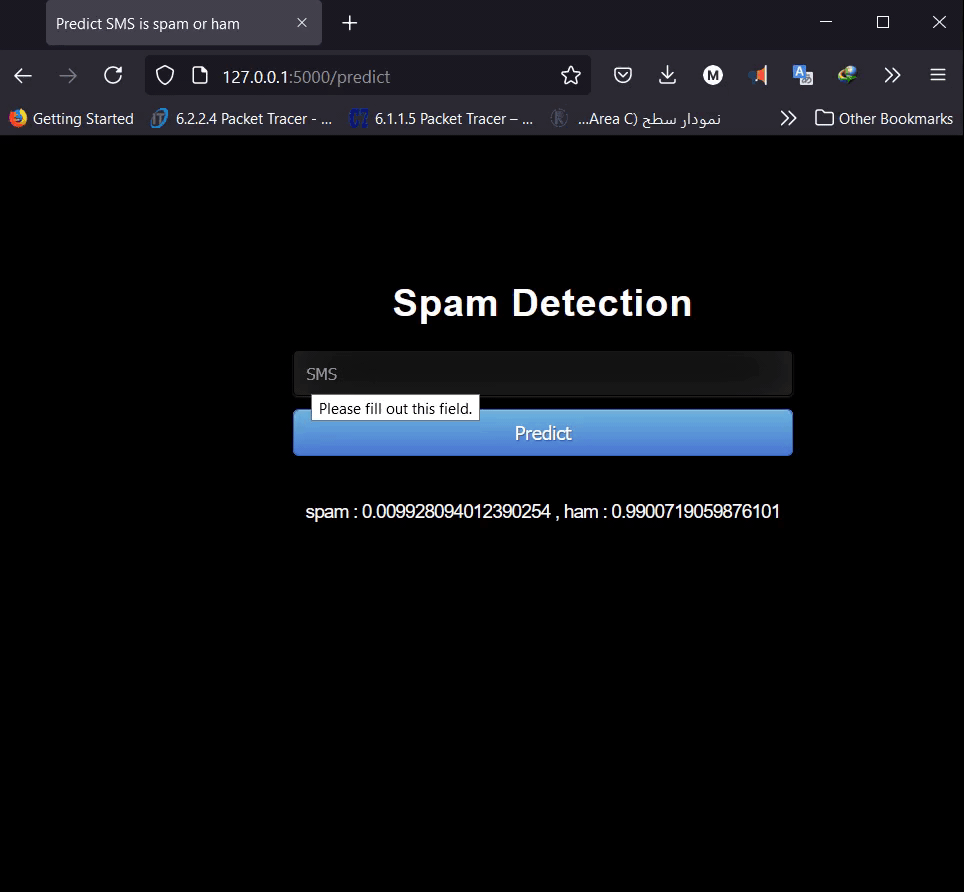 Predict SMS is spam or ham
127.0.0.1:5000/predict
M
Getting Started 6.2.2.4 Packet Tracer - ... 6.1.1.5 Packet Tracer – ... نمودار سطح (Area C... Other Bookmarks
Spam Detection
SMS
Please fill out this field.
Predict
spam : 0.009928094012390254 , ham : 0.9900719059876101